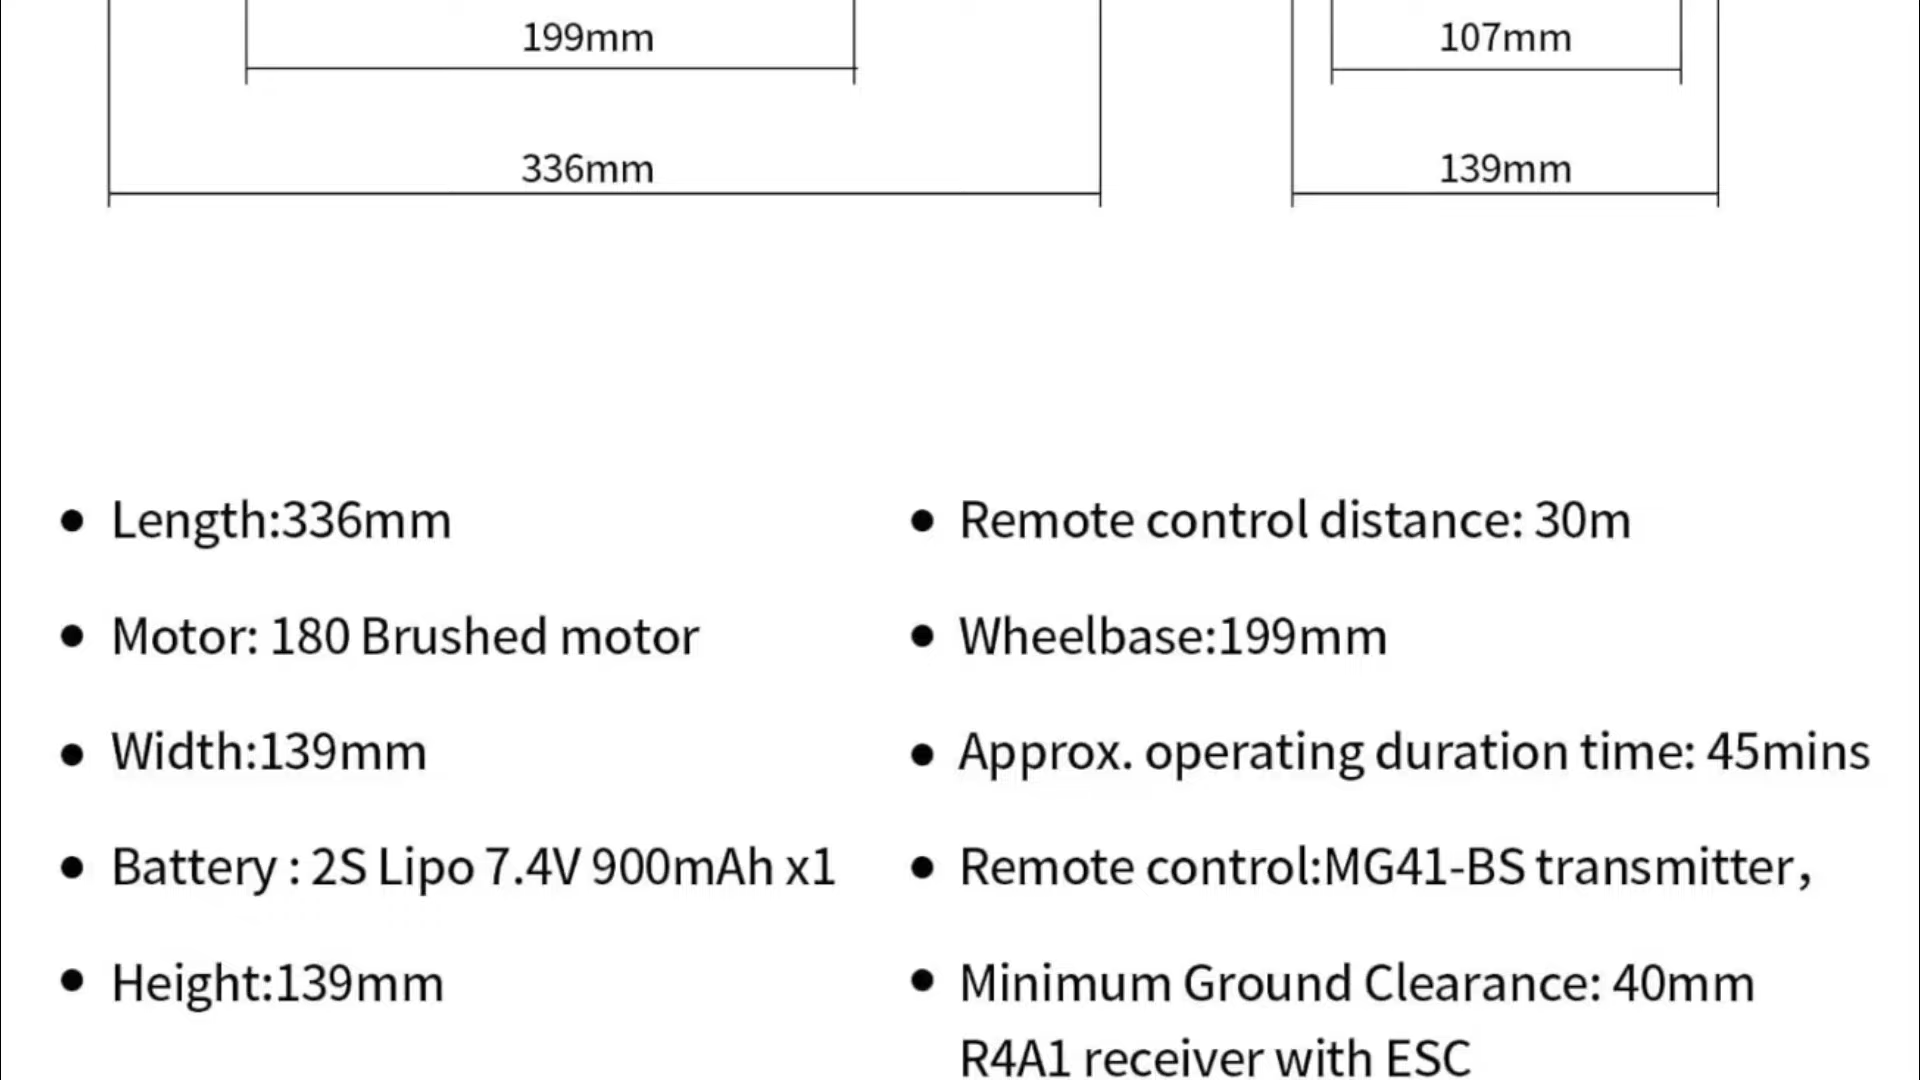 199mm
107mm
336mm
139mm
● Length:336mm
● Motor: 180 Brushed motor
● Width:139mm
● Battery : 2S Lipo 7.4V 900mAh x1
● Height:139mm
● Remote control distance: 30m
● Wheelbase:199mm
● Approx. operating duration time: 45mins
● Remote control:MG41-BS transmitter，
● Minimum Ground Clearance: 40mm
R4A1 receiver with ESC